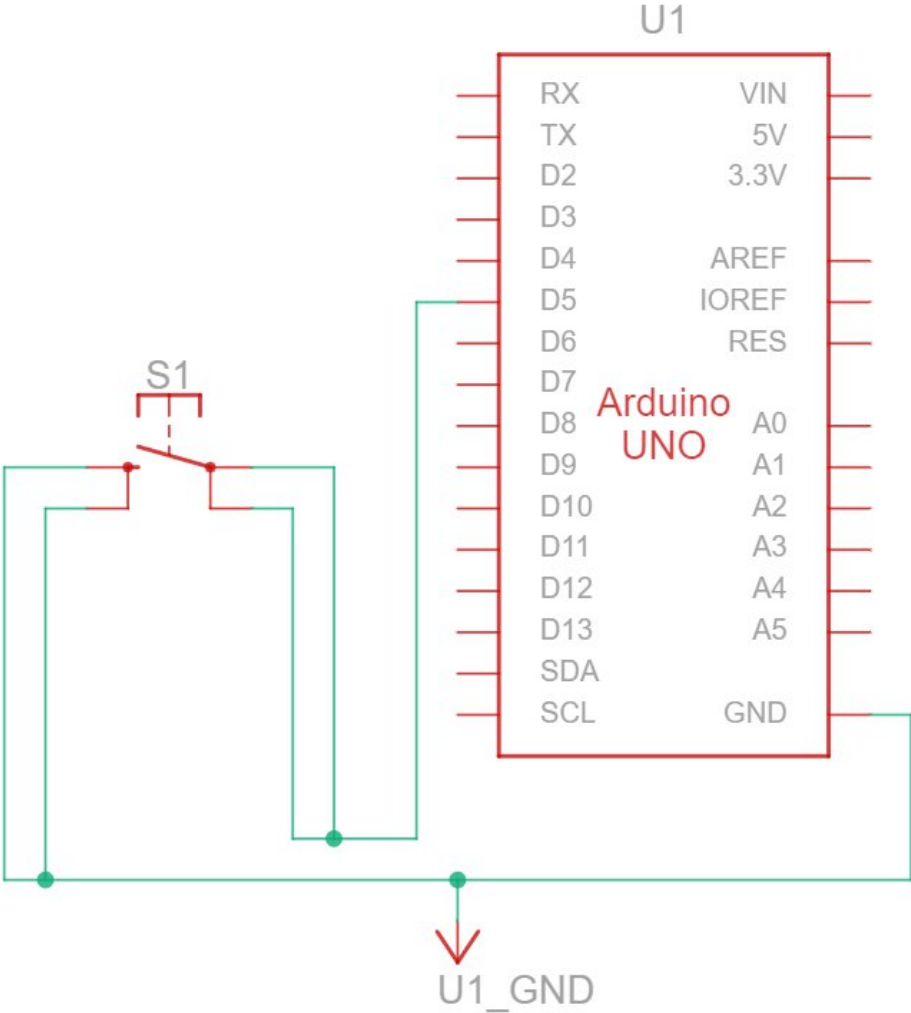 U1
RX VIN
TX 5V
D2 3.3V
D3
D4 AREF
D5 IOREF
D6 RES
D7
Arduino
D8 A0
UNO
D9 A1
D10 A2
D11 A3
D12 A4
D13 A5
SDA
SCL GND
S1
U1_GND